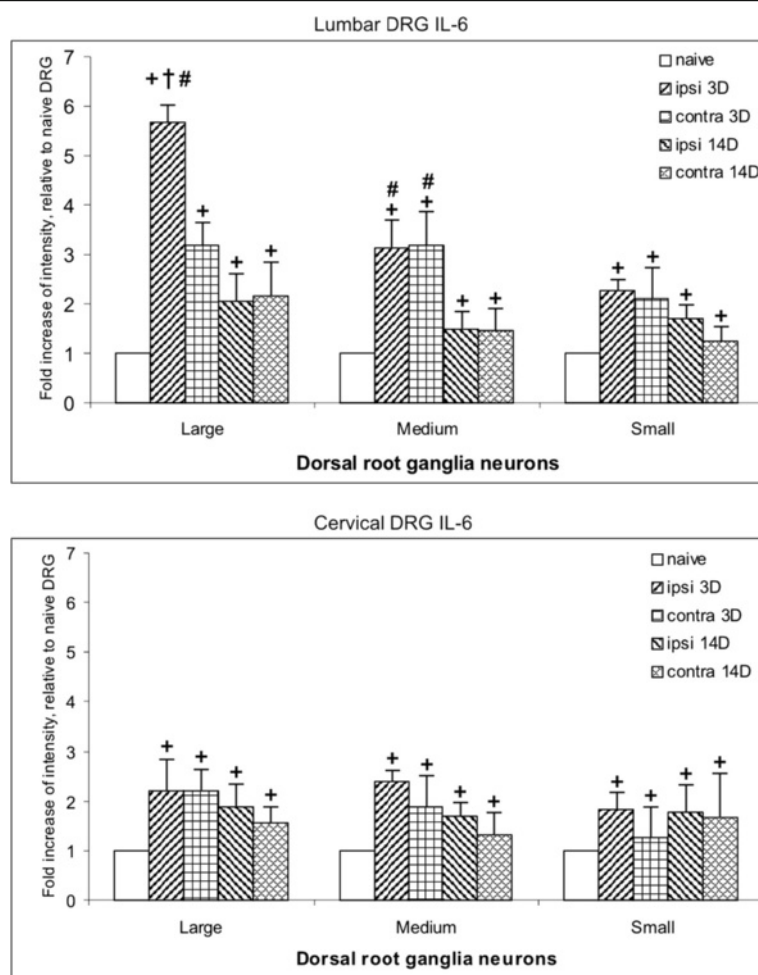 Lumbar DRG IL-6
Fold increase of intensity, relative to naive DRG
7
6
5
4
3
2
1
0
+ † #
+
+
+
#
+
#
+
+
+
+
+
+
+
naive
ipsi 3D
contra 3D
ipsi 14D
contra 14D
Large Medium Small
Dorsal root ganglia neurons
Cervical DRG IL-6
Fold increase of intensity, relative to naive DRG
7
6
5
4
3
2
1
0
+
+
+
+
+
+
+
+
+
+
+
+
naive
ipsi 3D
contra 3D
ipsi 14D
contra 14D
Large Medium Small
Dorsal root ganglia neurons